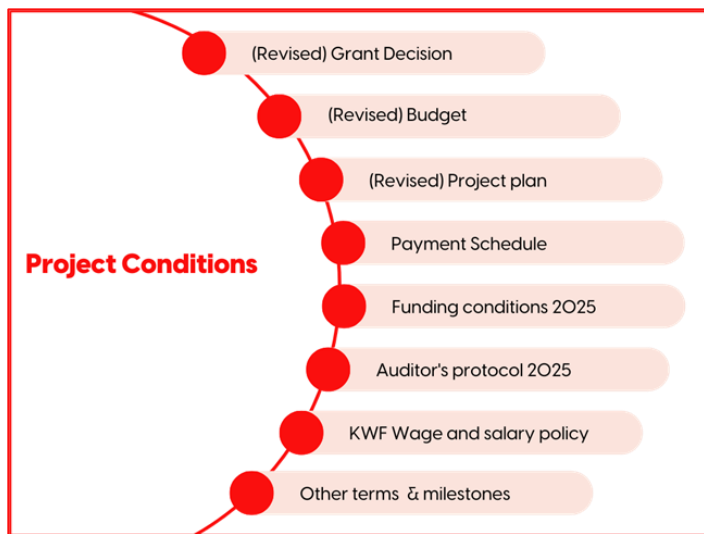 (Revised) Grant Decision
(Revised) Budget
(Revised) Project plan
Payment Schedule
Project Conditions
Funding conditions 2025
Auditor's protocol 2025
KWF Wage and salary policy
Other terms & milestones